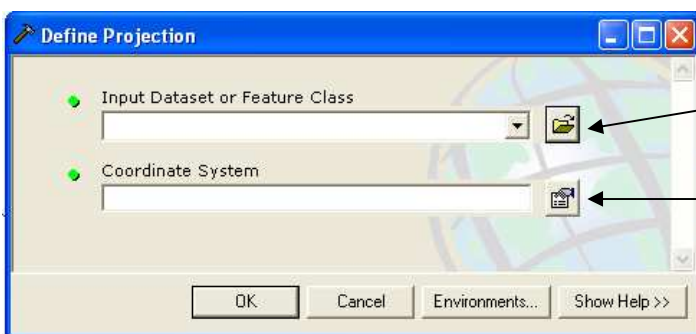 Define Projection
Input Dataset or Feature Class
Coordinate System
OK Cancel Environments... Show Help >>